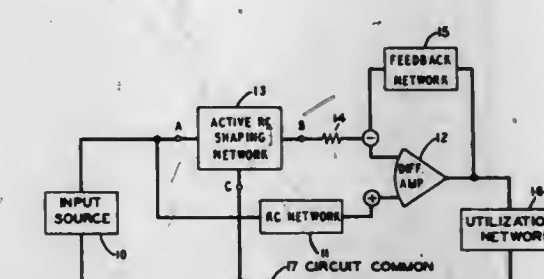 15
FEEDBACK
NETWORK
13
A
ACTIVE RC
SHAPING
NETWORK
B
14
12
DIFF.
AMP
C
INPUT
SOURCE
10
RC NETWORK
11
16
UTILIZATION
NETWORK
17 CIRCUIT COMMON